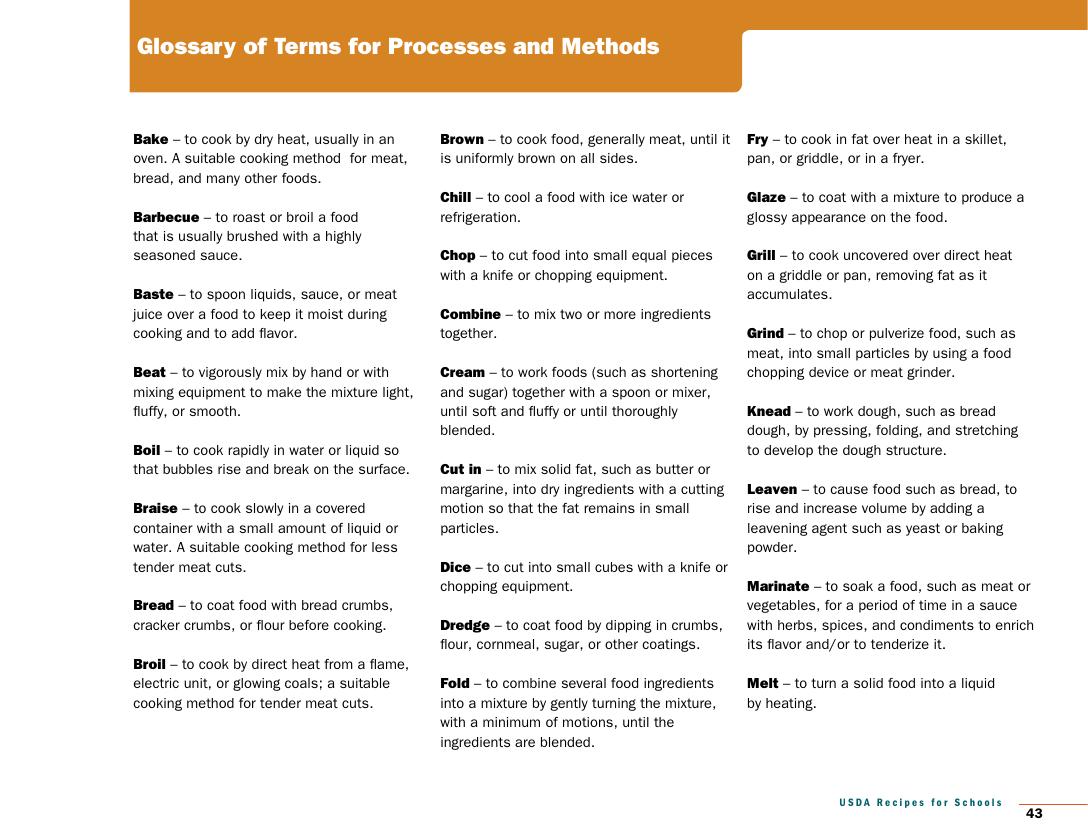 Glossary of Terms for Processes and Methods
Bake – to cook by dry heat, usually in an
oven. A suitable cooking method  for meat,
bread, and many other foods.
Barbecue – to roast or broil a food
that is usually brushed with a highly
seasoned sauce.
Baste – to spoon liquids, sauce, or meat
juice over a food to keep it moist during
cooking and to add flavor.
Beat – to vigorously mix by hand or with
mixing equipment to make the mixture light,
fluffy, or smooth.
Boil – to cook rapidly in water or liquid so
that bubbles rise and break on the surface.
Braise – to cook slowly in a covered
container with a small amount of liquid or
water. A suitable cooking method for less
tender meat cuts.
Bread – to coat food with bread crumbs,
cracker crumbs, or flour before cooking.
Broil – to cook by direct heat from a flame,
electric unit, or glowing coals; a suitable
cooking method for tender meat cuts.
Brown – to cook food, generally meat, until it
is uniformly brown on all sides.
Chill – to cool a food with ice water or
refrigeration.
Chop – to cut food into small equal pieces
with a knife or chopping equipment.
Combine – to mix two or more ingredients
together.
Cream – to work foods (such as shortening
and sugar) together with a spoon or mixer,
until soft and fluffy or until thoroughly
blended.
Cut in – to mix solid fat, such as butter or
margarine, into dry ingredients with a cutting
motion so that the fat remains in small
particles.
Dice – to cut into small cubes with a knife or
chopping equipment.
Dredge – to coat food by dipping in crumbs,
flour, cornmeal, sugar, or other coatings.
Fold – to combine several food ingredients
into a mixture by gently turning the mixture,
with a minimum of motions, until the
ingredients are blended.
Fry – to cook in fat over heat in a skillet,
pan, or griddle, or in a fryer.
Glaze – to coat with a mixture to produce a
glossy appearance on the food.
Grill – to cook uncovered over direct heat
on a griddle or pan, removing fat as it
accumulates.
Grind – to chop or pulverize food, such as
meat, into small particles by using a food
chopping device or meat grinder.
Knead – to work dough, such as bread
dough, by pressing, folding, and stretching
to develop the dough structure.
Leaven – to cause food such as bread, to
rise and increase volume by adding a
leavening agent such as yeast or baking
powder.
Marinate – to soak a food, such as meat or
vegetables, for a period of time in a sauce
with herbs, spices, and condiments to enrich
its flavor and/or to tenderize it.
Melt – to turn a solid food into a liquid
by heating.
USDA Recipes for Schools
43